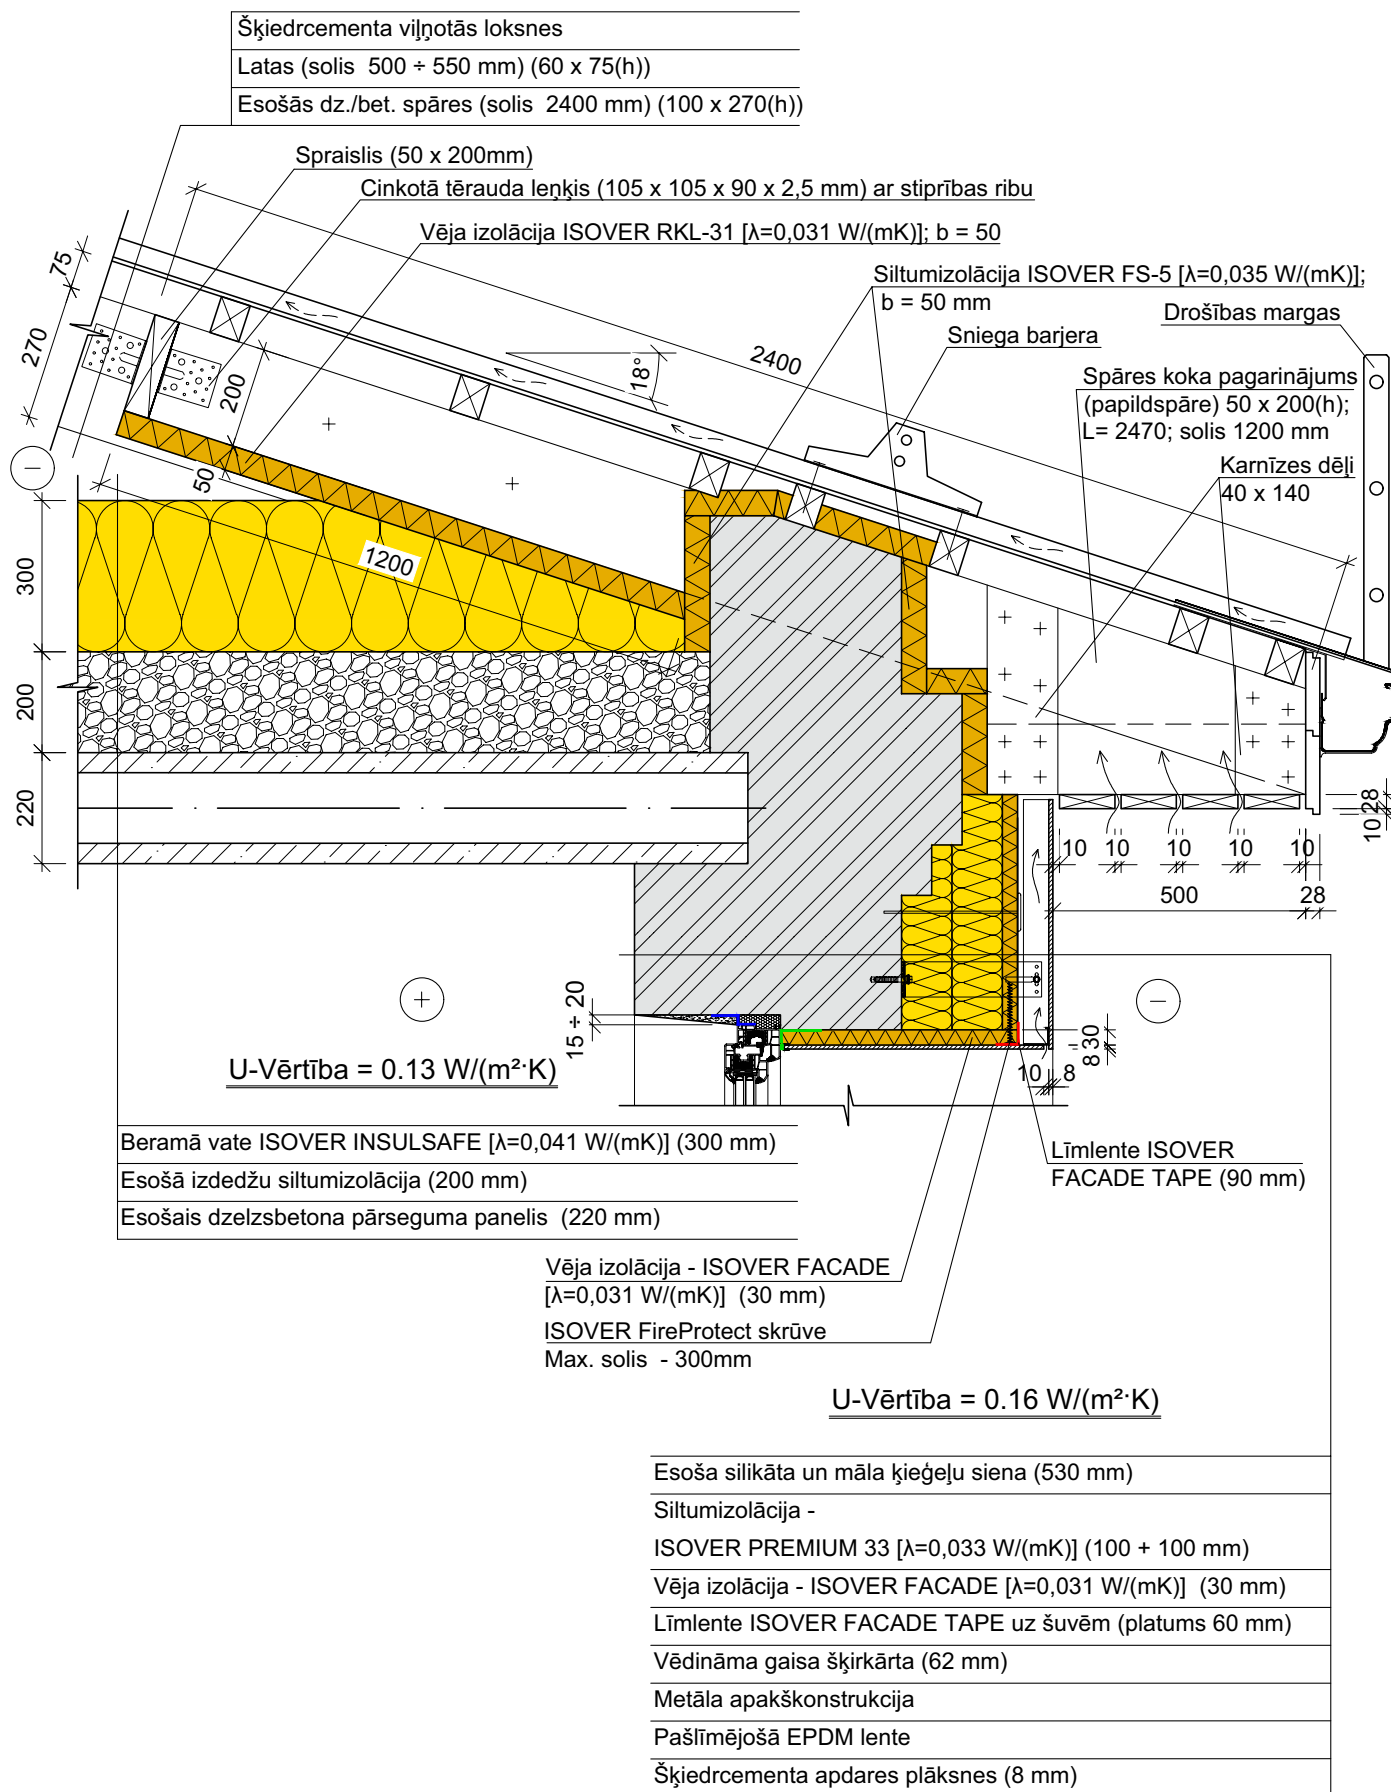 Šķiedrcementa viļņotās loksnes
Latas (solis 500 ÷ 550 mm) (60 x 75(h))
Esošās dz./bet. spāres (solis 2400 mm) (100 x 270(h))
Spraislis (50 x 200mm)
Cinkotā tērauda leņķis (105 x 105 x 90 x 2,5 mm) ar stiprības ribu
Vēja izolācija ISOVER RKL-31 [λ=0,031 W/(mK)]; b = 50
Siltumizolācija ISOVER FS-5 [λ=0,035 W/(mK)];
b = 50 mm
Sniega barjera
Drošības margas
Spāres koka pagarinājums
(papildspāre) 50 x 200(h);
L= 2470; solis 1200 mm
Karnīzes dēļi
40 x 140
75
270
200
50
18°
2400
1200
300
200
220
28
10
10
10
10
10
10
500
28
15 ÷ 20
30
8
10
8
+
−
−
U-Vērtība = 0.13 W/(m²·K)
Beramā vate ISOVER INSULSAFE [λ=0,041 W/(mK)] (300 mm)
Esošā izdedžu siltumizolācija (200 mm)
Esošais dzelzsbetona pārseguma panelis (220 mm)
Līmlente ISOVER
FACADE TAPE (90 mm)
Vēja izolācija - ISOVER FACADE
[λ=0,031 W/(mK)] (30 mm)
ISOVER FireProtect skrūve
Max. solis - 300mm
U-Vērtība = 0.16 W/(m²·K)
Esoša silikāta un māla ķieģeļu siena (530 mm)
Siltumizolācija -
ISOVER PREMIUM 33 [λ=0,033 W/(mK)] (100 + 100 mm)
Vēja izolācija - ISOVER FACADE [λ=0,031 W/(mK)] (30 mm)
Līmlente ISOVER FACADE TAPE uz šuvēm (platums 60 mm)
Vēdināma gaisa šķirkārta (62 mm)
Metāla apakškonstrukcija
Pašlīmējošā EPDM lente
Šķiedrcementa apdares plāksnes (8 mm)